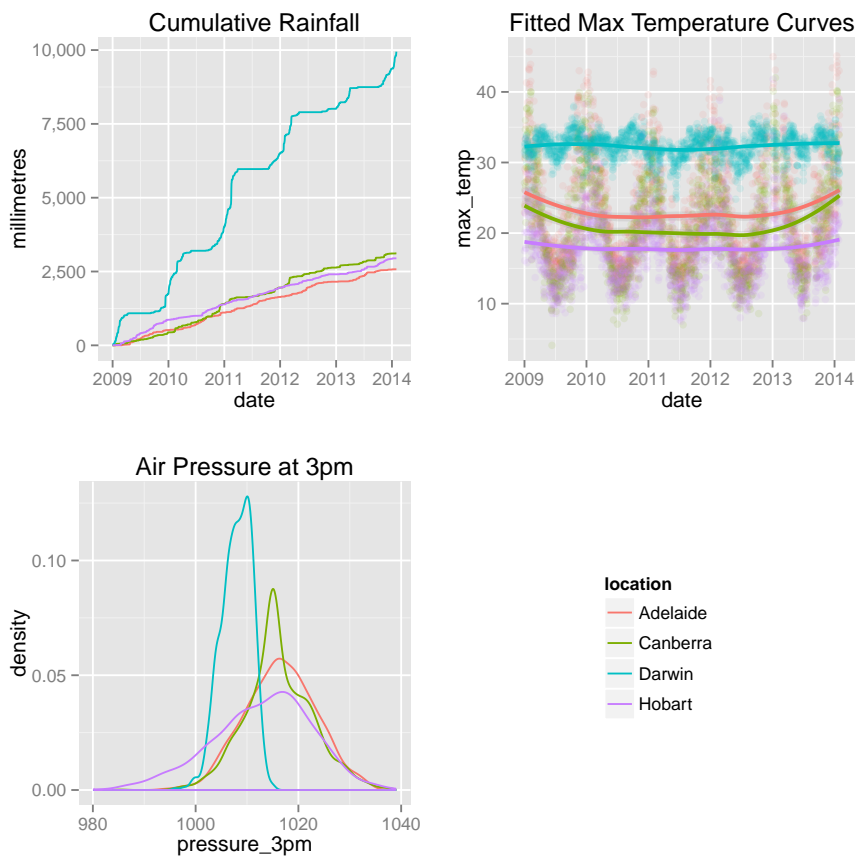 Cumulative Rainfall
10,000
7,500
5,000
2,500
0
millimetres
2009 2010 2011 2012 2013 2014
date
Fitted Max Temperature Curves
40
30
20
10
max_temp
2009 2010 2011 2012 2013 2014
date
Air Pressure at 3pm
0.10
0.05
0.00
density
980 1000 1020 1040
pressure_3pm
location
Adelaide
Canberra
Darwin
Hobart